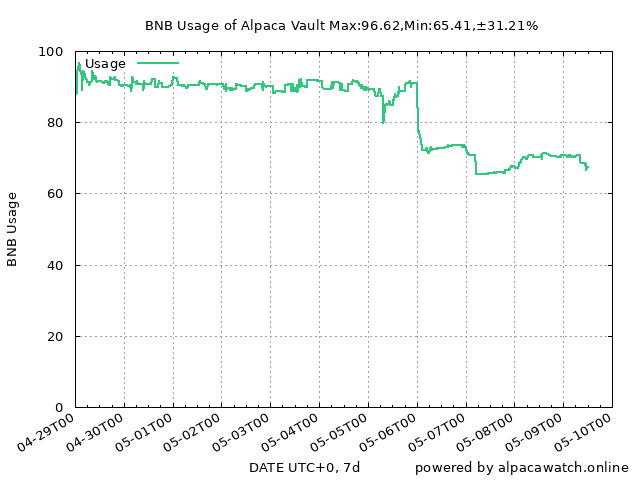 BNB Usage of Alpaca Vault Max:96.62,Min:65.41,±31.21%
Usage
100
80
60
40
20
0
BNB Usage
04-29T00
04-30T00
05-01T00
05-02T00
05-03T00
05-04T00
05-05T00
05-06T00
05-07T00
05-08T00
05-09T00
05-10T00
DATE UTC+0, 7d
powered by alpacawatch.online